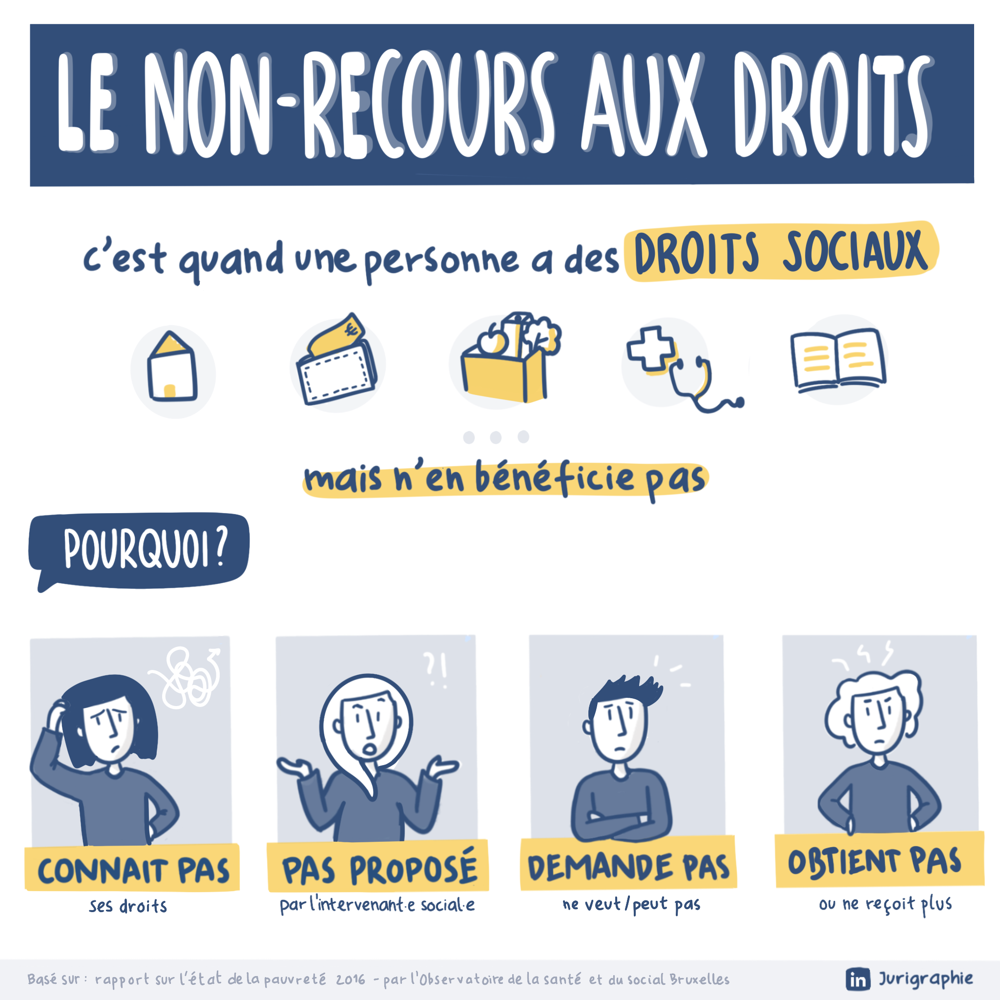 LE NON-RECOURS AUX DROITS
c'est quand une personne a des DROITS SOCIAUX
€
mais n'en bénéficie pas
POURQUOI?
?!
CONNAIT PAS
ses droits
PAS PROPOSÉ
par l'intervenant·e social·e
DEMANDE PAS
ne veut/peut pas
OBTIENT PAS
ou ne reçoit plus
Basé sur: rapport sur l'état de la pauvreté 2016 - par l'Observatoire de la santé et du social Bruxelles
in Jurigraphie